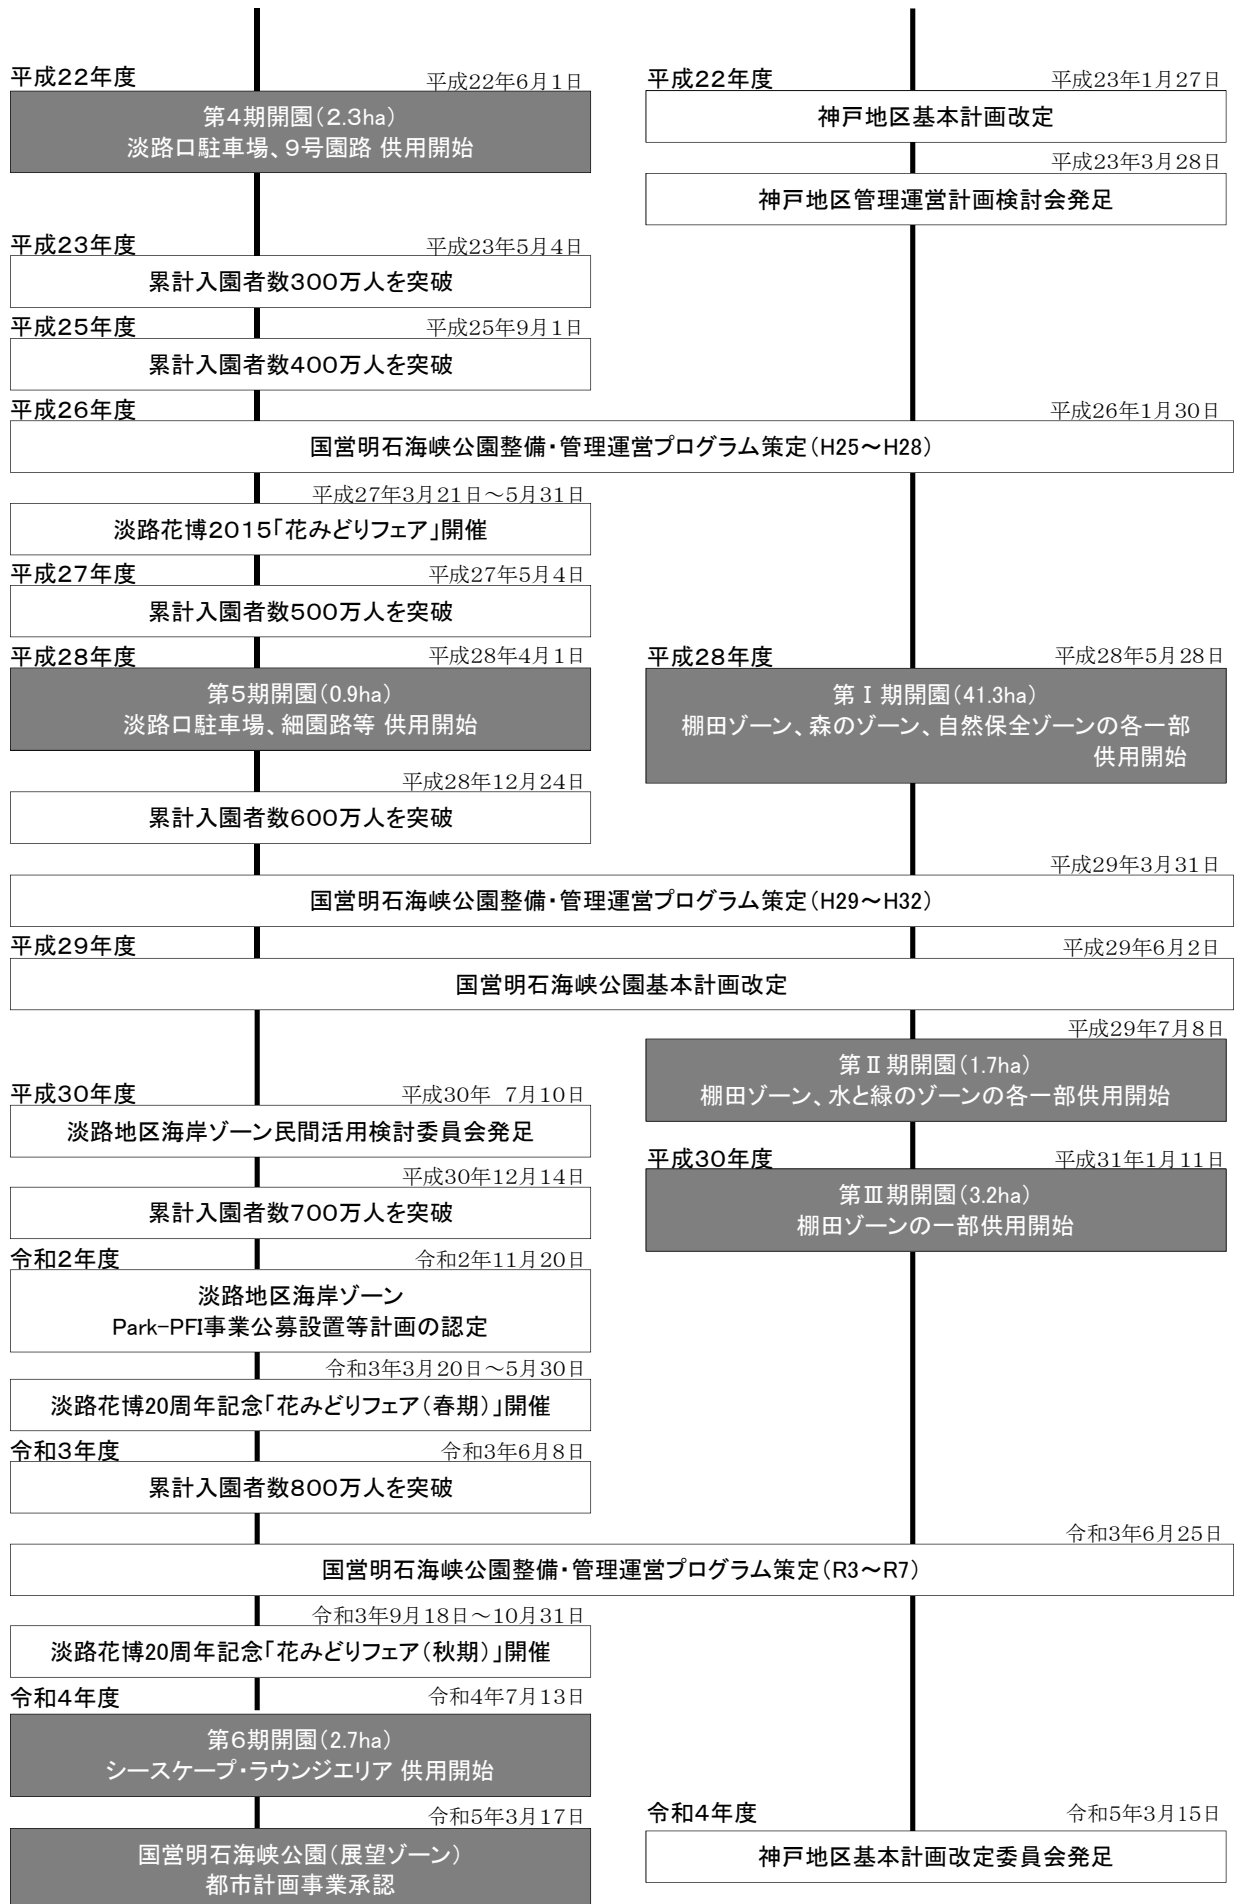 平成22年度
平成22年6月1日
第4期開園(2.3ha)
淡路口駐車場、9号園路 供用開始
平成22年度
平成23年1月27日
神戸地区基本計画改定
平成23年3月28日
神戸地区管理運営計画検討会発足
平成23年度
平成23年5月4日
累計入園者数300万人を突破
平成25年度
平成25年9月1日
累計入園者数400万人を突破
平成26年度
平成26年1月30日
国営明石海峡公園整備・管理運営プログラム策定(H25~H28)
平成27年3月21日~5月31日
淡路花博2015「花みどりフェア」開催
平成27年度
平成27年5月4日
累計入園者数500万人を突破
平成28年度
平成28年4月1日
第5期開園(0.9ha)
淡路口駐車場、細園路等 供用開始
平成28年度
平成28年5月28日
第Ⅰ期開園(41.3ha)
棚田ゾーン、森のゾーン、自然保全ゾーンの各一部
供用開始
平成28年12月24日
累計入園者数600万人を突破
平成29年3月31日
国営明石海峡公園整備・管理運営プログラム策定(H29~H32)
平成29年度
平成29年6月2日
国営明石海峡公園基本計画改定
平成29年7月8日
第Ⅱ期開園(1.7ha)
棚田ゾーン、水と緑のゾーンの各一部供用開始
平成30年度
平成30年 7月10日
淡路地区海岸ゾーン民間活用検討委員会発足
平成30年12月14日
累計入園者数700万人を突破
平成30年度
平成31年1月11日
第Ⅲ期開園(3.2ha)
棚田ゾーンの一部供用開始
令和2年度
令和2年11月20日
淡路地区海岸ゾーン
Park-PFI事業公募設置等計画の認定
令和3年3月20日~5月30日
淡路花博20周年記念「花みどりフェア(春期)」開催
令和3年度
令和3年6月8日
累計入園者数800万人を突破
令和3年6月25日
国営明石海峡公園整備・管理運営プログラム策定(R3~R7)
令和3年9月18日~10月31日
淡路花博20周年記念「花みどりフェア(秋期)」開催
令和4年度
令和4年7月13日
第6期開園(2.7ha)
シースケープ・ラウンジエリア 供用開始
令和5年3月17日
国営明石海峡公園(展望ゾーン)
都市計画事業承認
令和4年度
令和5年3月15日
神戸地区基本計画改定委員会発足